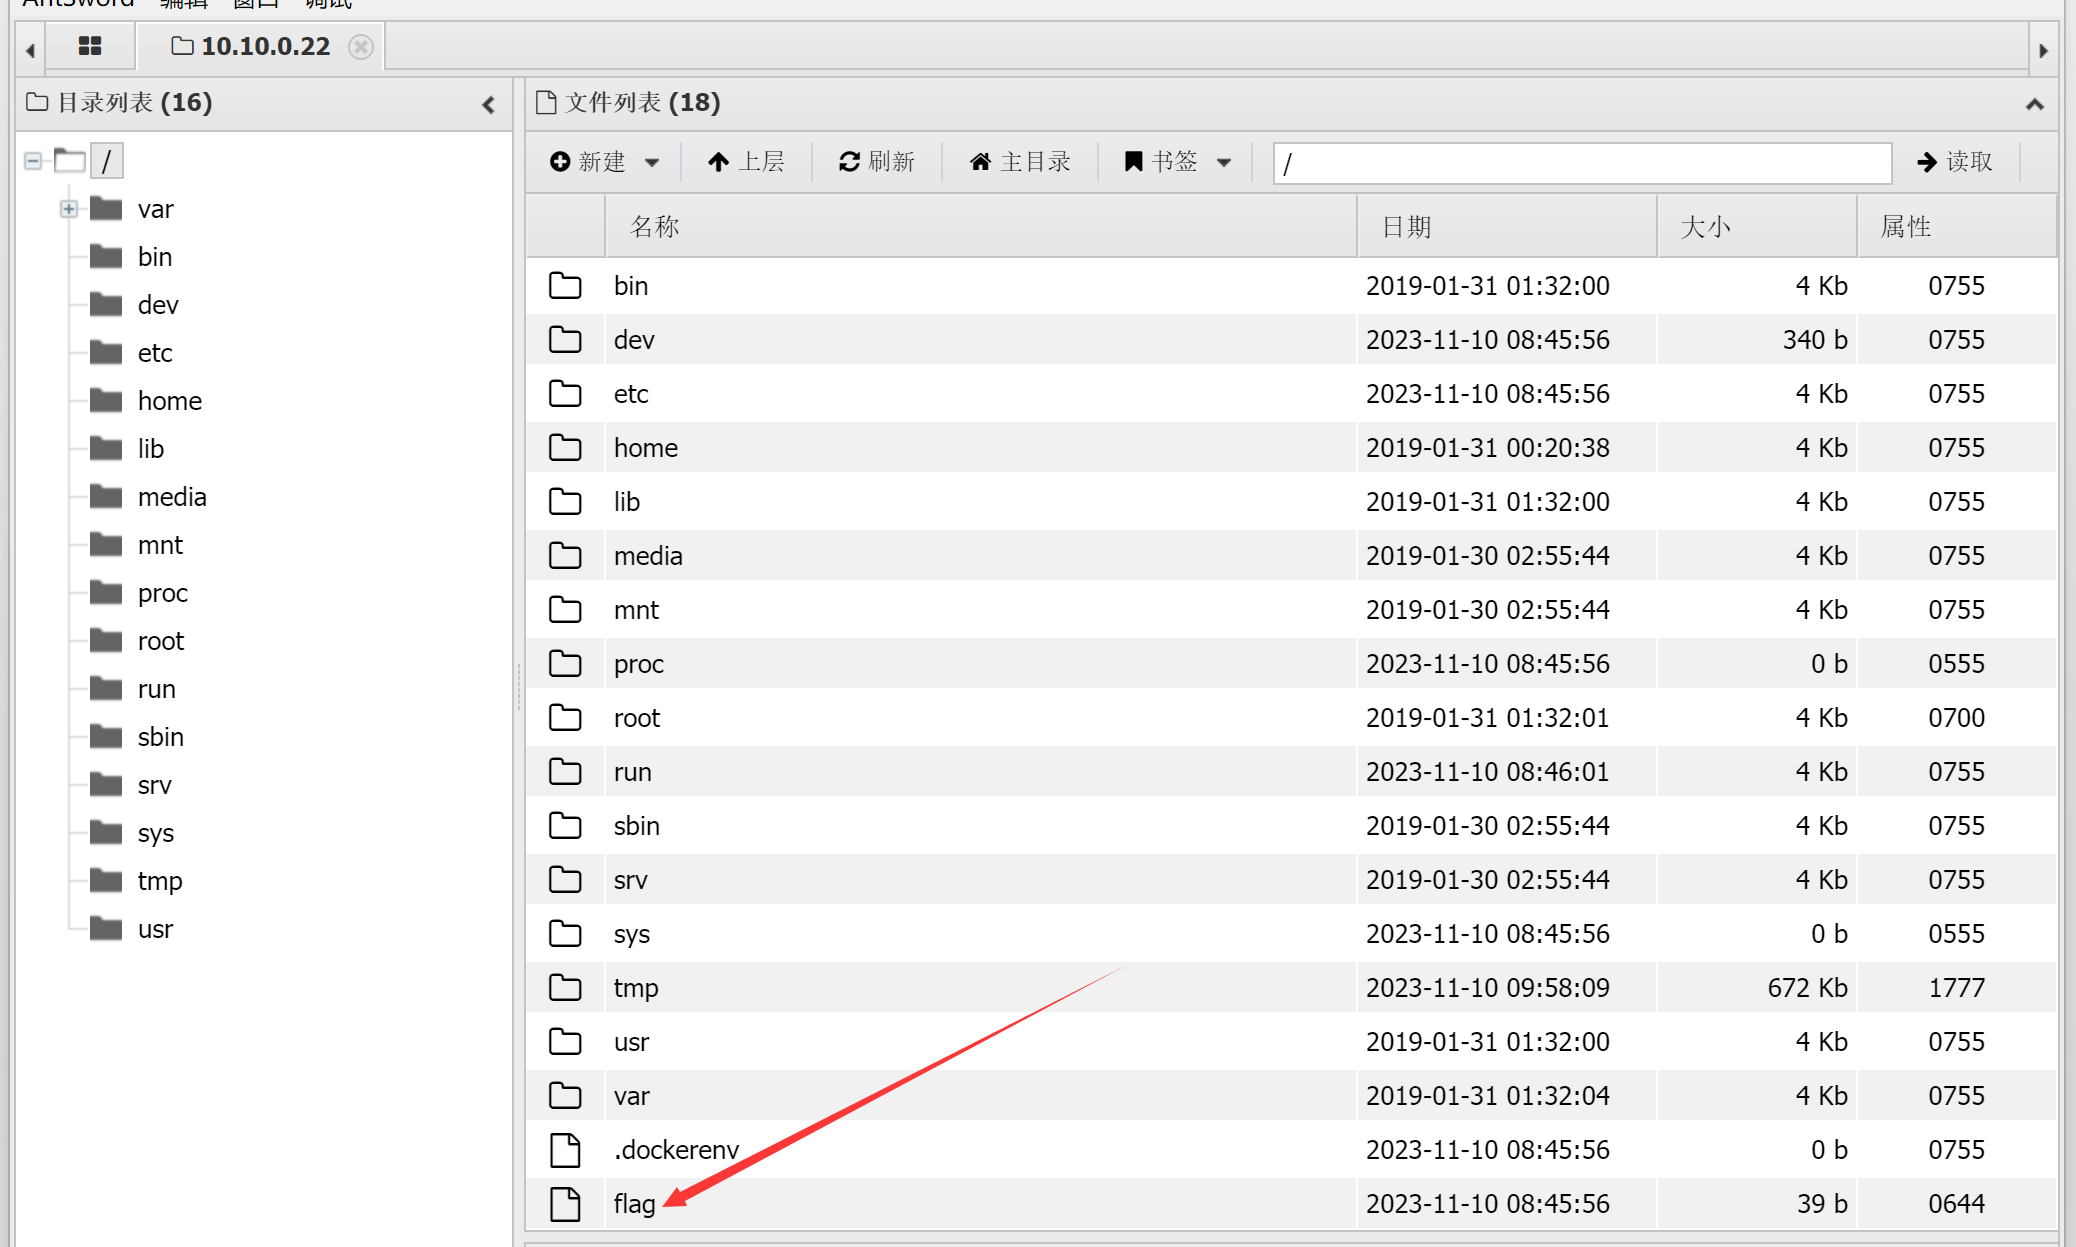 AntSword 编辑 窗口 调试
10.10.0.22
目录列表 (16)
/
var
bin
dev
etc
home
lib
media
mnt
proc
root
run
sbin
srv
sys
tmp
usr
文件列表 (18)
新建 上层 刷新 主目录 书签 / 读取
名称 日期 大小 属性
bin 2019-01-31 01:32:00 4 Kb 0755
dev 2023-11-10 08:45:56 340 b 0755
etc 2023-11-10 08:45:56 4 Kb 0755
home 2019-01-31 00:20:38 4 Kb 0755
lib 2019-01-31 01:32:00 4 Kb 0755
media 2019-01-30 02:55:44 4 Kb 0755
mnt 2019-01-30 02:55:44 4 Kb 0755
proc 2023-11-10 08:45:56 0 b 0555
root 2019-01-31 01:32:01 4 Kb 0700
run 2023-11-10 08:46:01 4 Kb 0755
sbin 2019-01-30 02:55:44 4 Kb 0755
srv 2019-01-30 02:55:44 4 Kb 0755
sys 2023-11-10 08:45:56 0 b 0555
tmp 2023-11-10 09:58:09 672 Kb 1777
usr 2019-01-31 01:32:00 4 Kb 0755
var 2019-01-31 01:32:04 4 Kb 0755
.dockerenv 2023-11-10 08:45:56 0 b 0755
flag 2023-11-10 08:45:56 39 b 0644